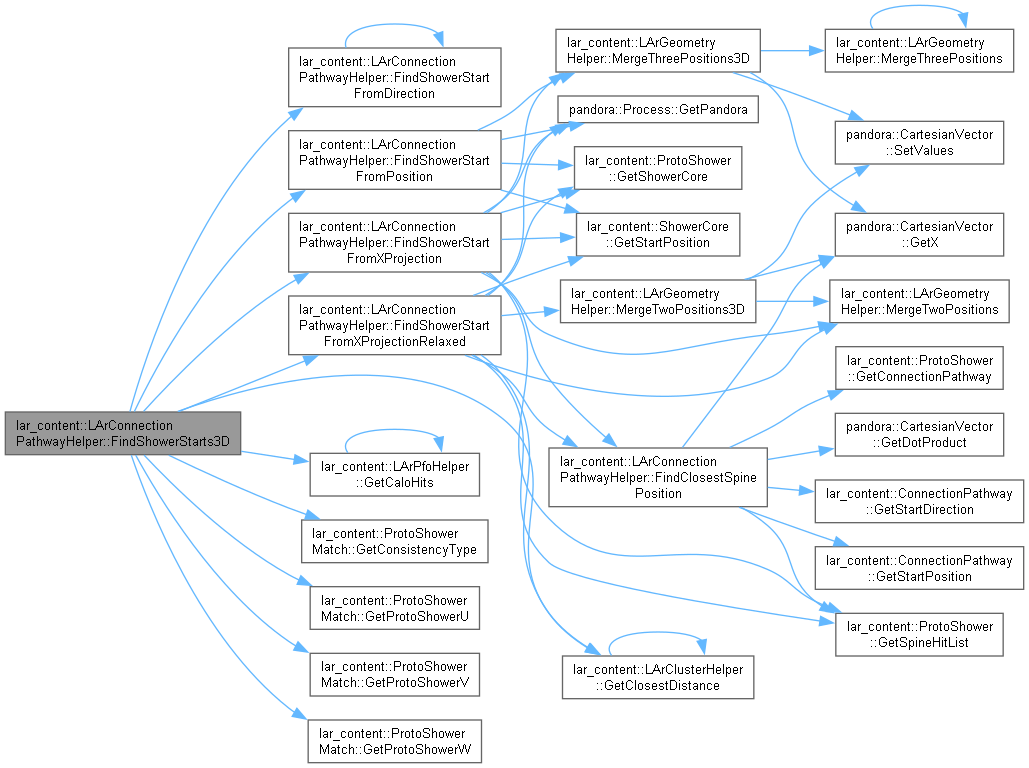 lar_content::LArConnection
PathwayHelper::FindShowerStarts3D
lar_content::LArConnection
PathwayHelper::FindShowerStart
FromDirection
lar_content::LArConnection
PathwayHelper::FindShowerStart
FromPosition
lar_content::LArConnection
PathwayHelper::FindShowerStart
FromXProjection
lar_content::LArConnection
PathwayHelper::FindShowerStart
FromXProjectionRelaxed
lar_content::LArPfoHelper
::GetCaloHits
lar_content::ProtoShower
Match::GetConsistencyType
lar_content::ProtoShower
Match::GetProtoShowerU
lar_content::ProtoShower
Match::GetProtoShowerV
lar_content::ProtoShower
Match::GetProtoShowerW
lar_content::LArGeometry
Helper::MergeThreePositions3D
pandora::Process::GetPandora
lar_content::ProtoShower
::GetShowerCore
lar_content::ShowerCore
::GetStartPosition
lar_content::LArGeometry
Helper::MergeTwoPositions3D
lar_content::LArConnection
PathwayHelper::FindClosestSpine
Position
lar_content::LArClusterHelper
::GetClosestDistance
lar_content::LArGeometry
Helper::MergeThreePositions
pandora::CartesianVector
::SetValues
pandora::CartesianVector
::GetX
lar_content::LArGeometry
Helper::MergeTwoPositions
lar_content::ProtoShower
::GetConnectionPathway
pandora::CartesianVector
::GetDotProduct
lar_content::ConnectionPathway
::GetStartDirection
lar_content::ConnectionPathway
::GetStartPosition
lar_content::ProtoShower
::GetSpineHitList